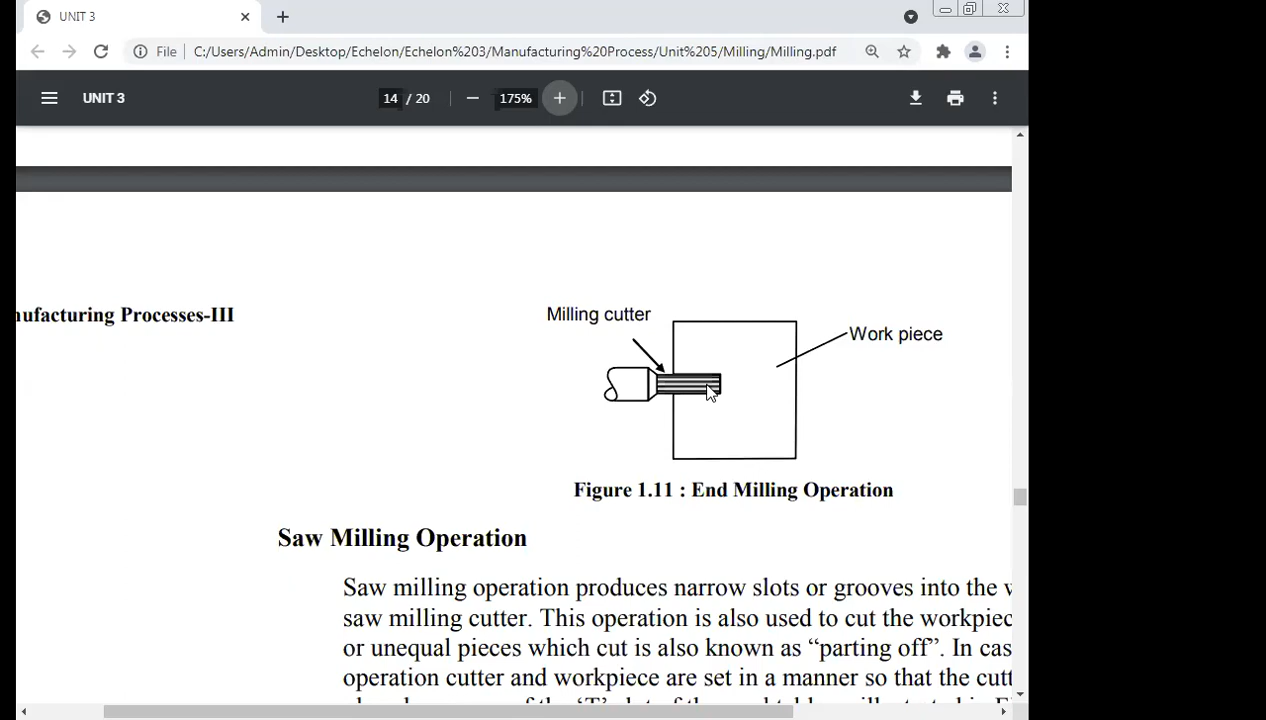 UNIT 3
File
C:/Users/Admin/Desktop/Echelon/Echelon%203/Manufacturing%20Process/Unit%205/Milling/Milling.pdf
UNIT 3
14 / 20
175%
nufacturing Processes-III
Milling cutter
Work piece
Figure 1.11 : End Milling Operation
Saw Milling Operation
Saw milling operation produces narrow slots or grooves into the
saw milling cutter. This operation is also used to cut the workpiec
or unequal pieces which cut is also known as “parting off”. In cas
operation cutter and workpiece are set in a manner so that the cutt